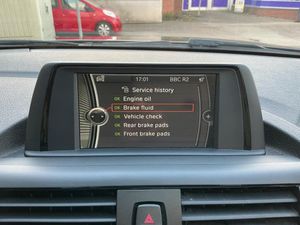 17:01 BBC R2
Service history
OK Engine oil
OK Brake fluid
OK Vehicle check
OK Rear brake pads
OK Front brake pads